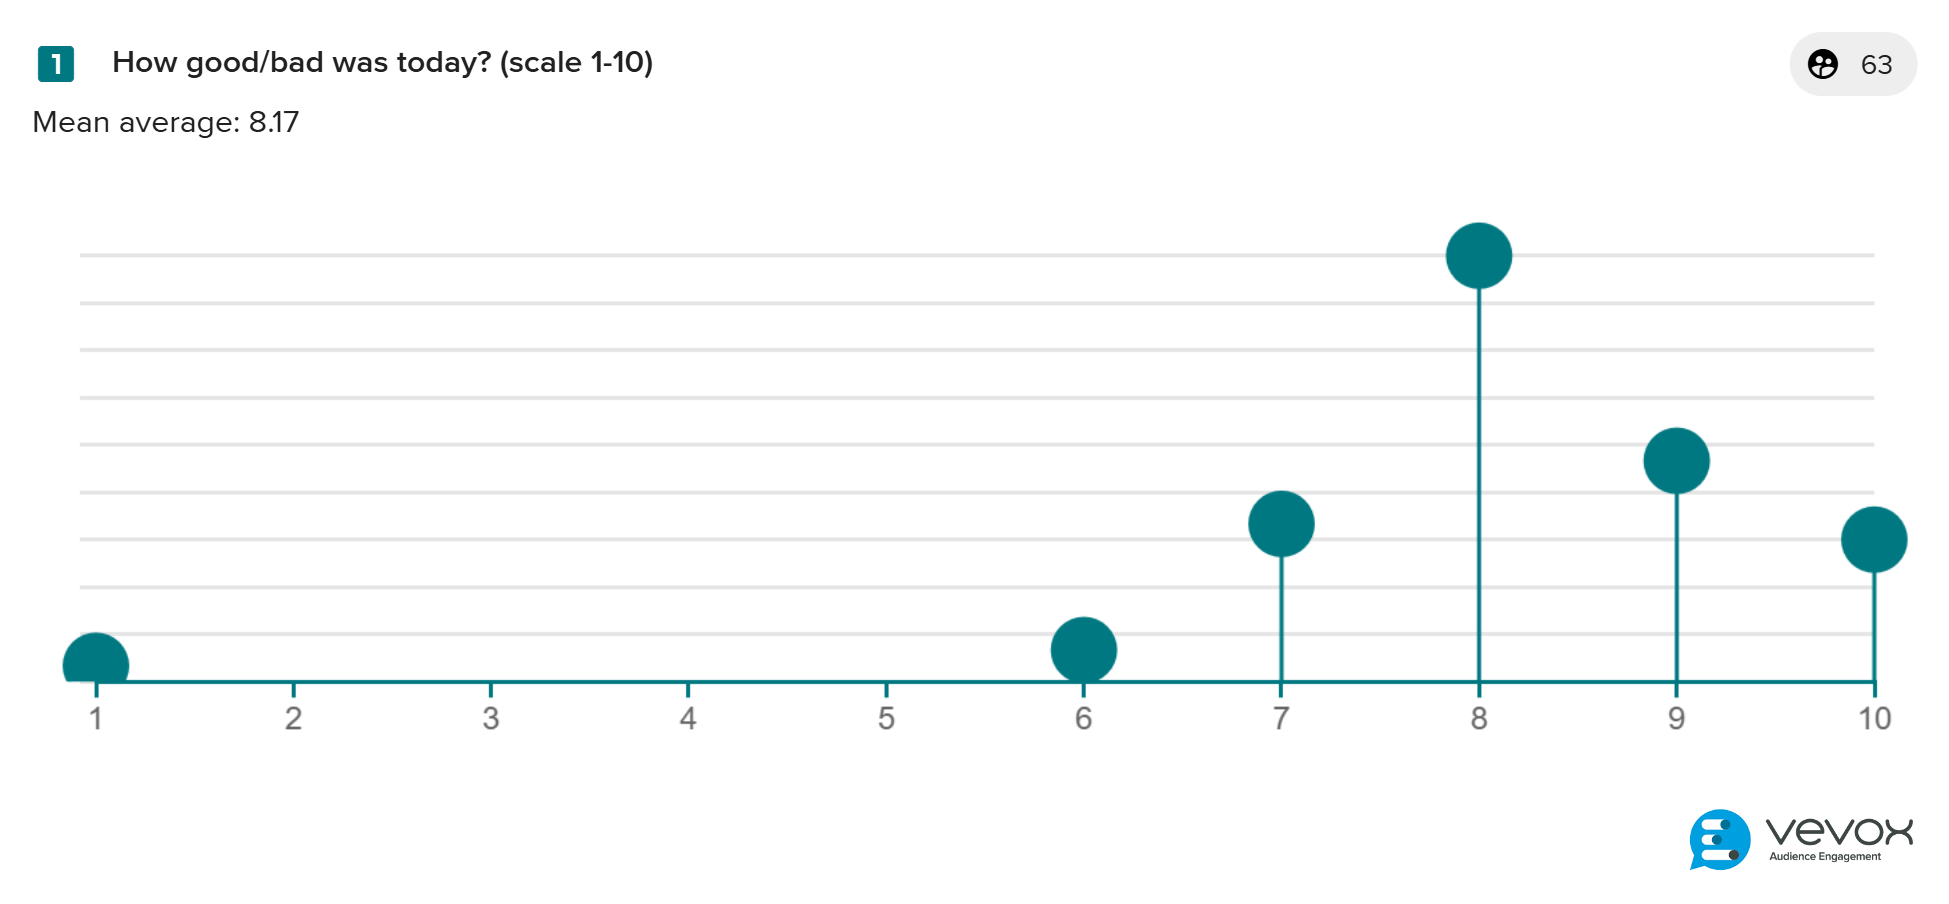 1 How good/bad was today? (scale 1-10) 63
Mean average: 8.17
1 2 3 4 5 6 7 8 9 10
vevox
Audience Engagement